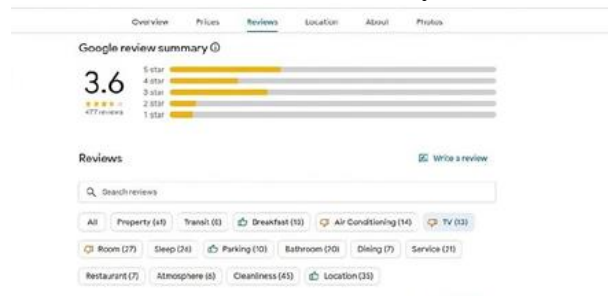 Overview Prices Reviews Location About Photos
Google review summary
5 star
4 star
3.6
3 star
2 star
477 reviews
1 star
Reviews
Write a review
Search reviews
All Property (61) Transit (6) Breakfast (13) Air Conditioning (14) TV (13)
Room (27) Sleep (26) Parking (10) Bathroom (20) Dining (7) Service (21)
Restaurant (7) Atmosphere (6) Cleanliness (45) Location (35)